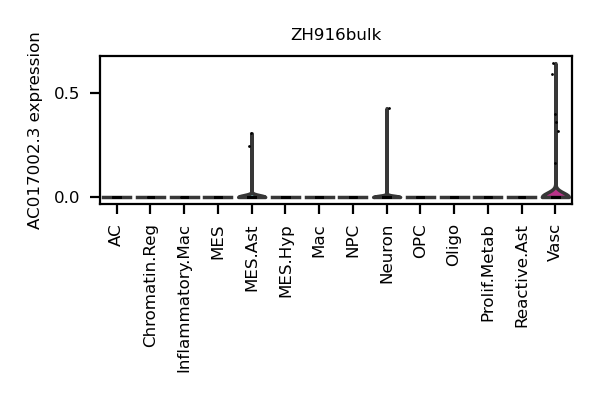 ZH916bulk
AC017002.3 expression
0.5
0.0
AC
Chromatin.Reg
Inflammatory.Mac
MES
MES.Ast
MES.Hyp
Mac
NPC
Neuron
OPC
Oligo
Prolif.Metab
Reactive.Ast
Vasc